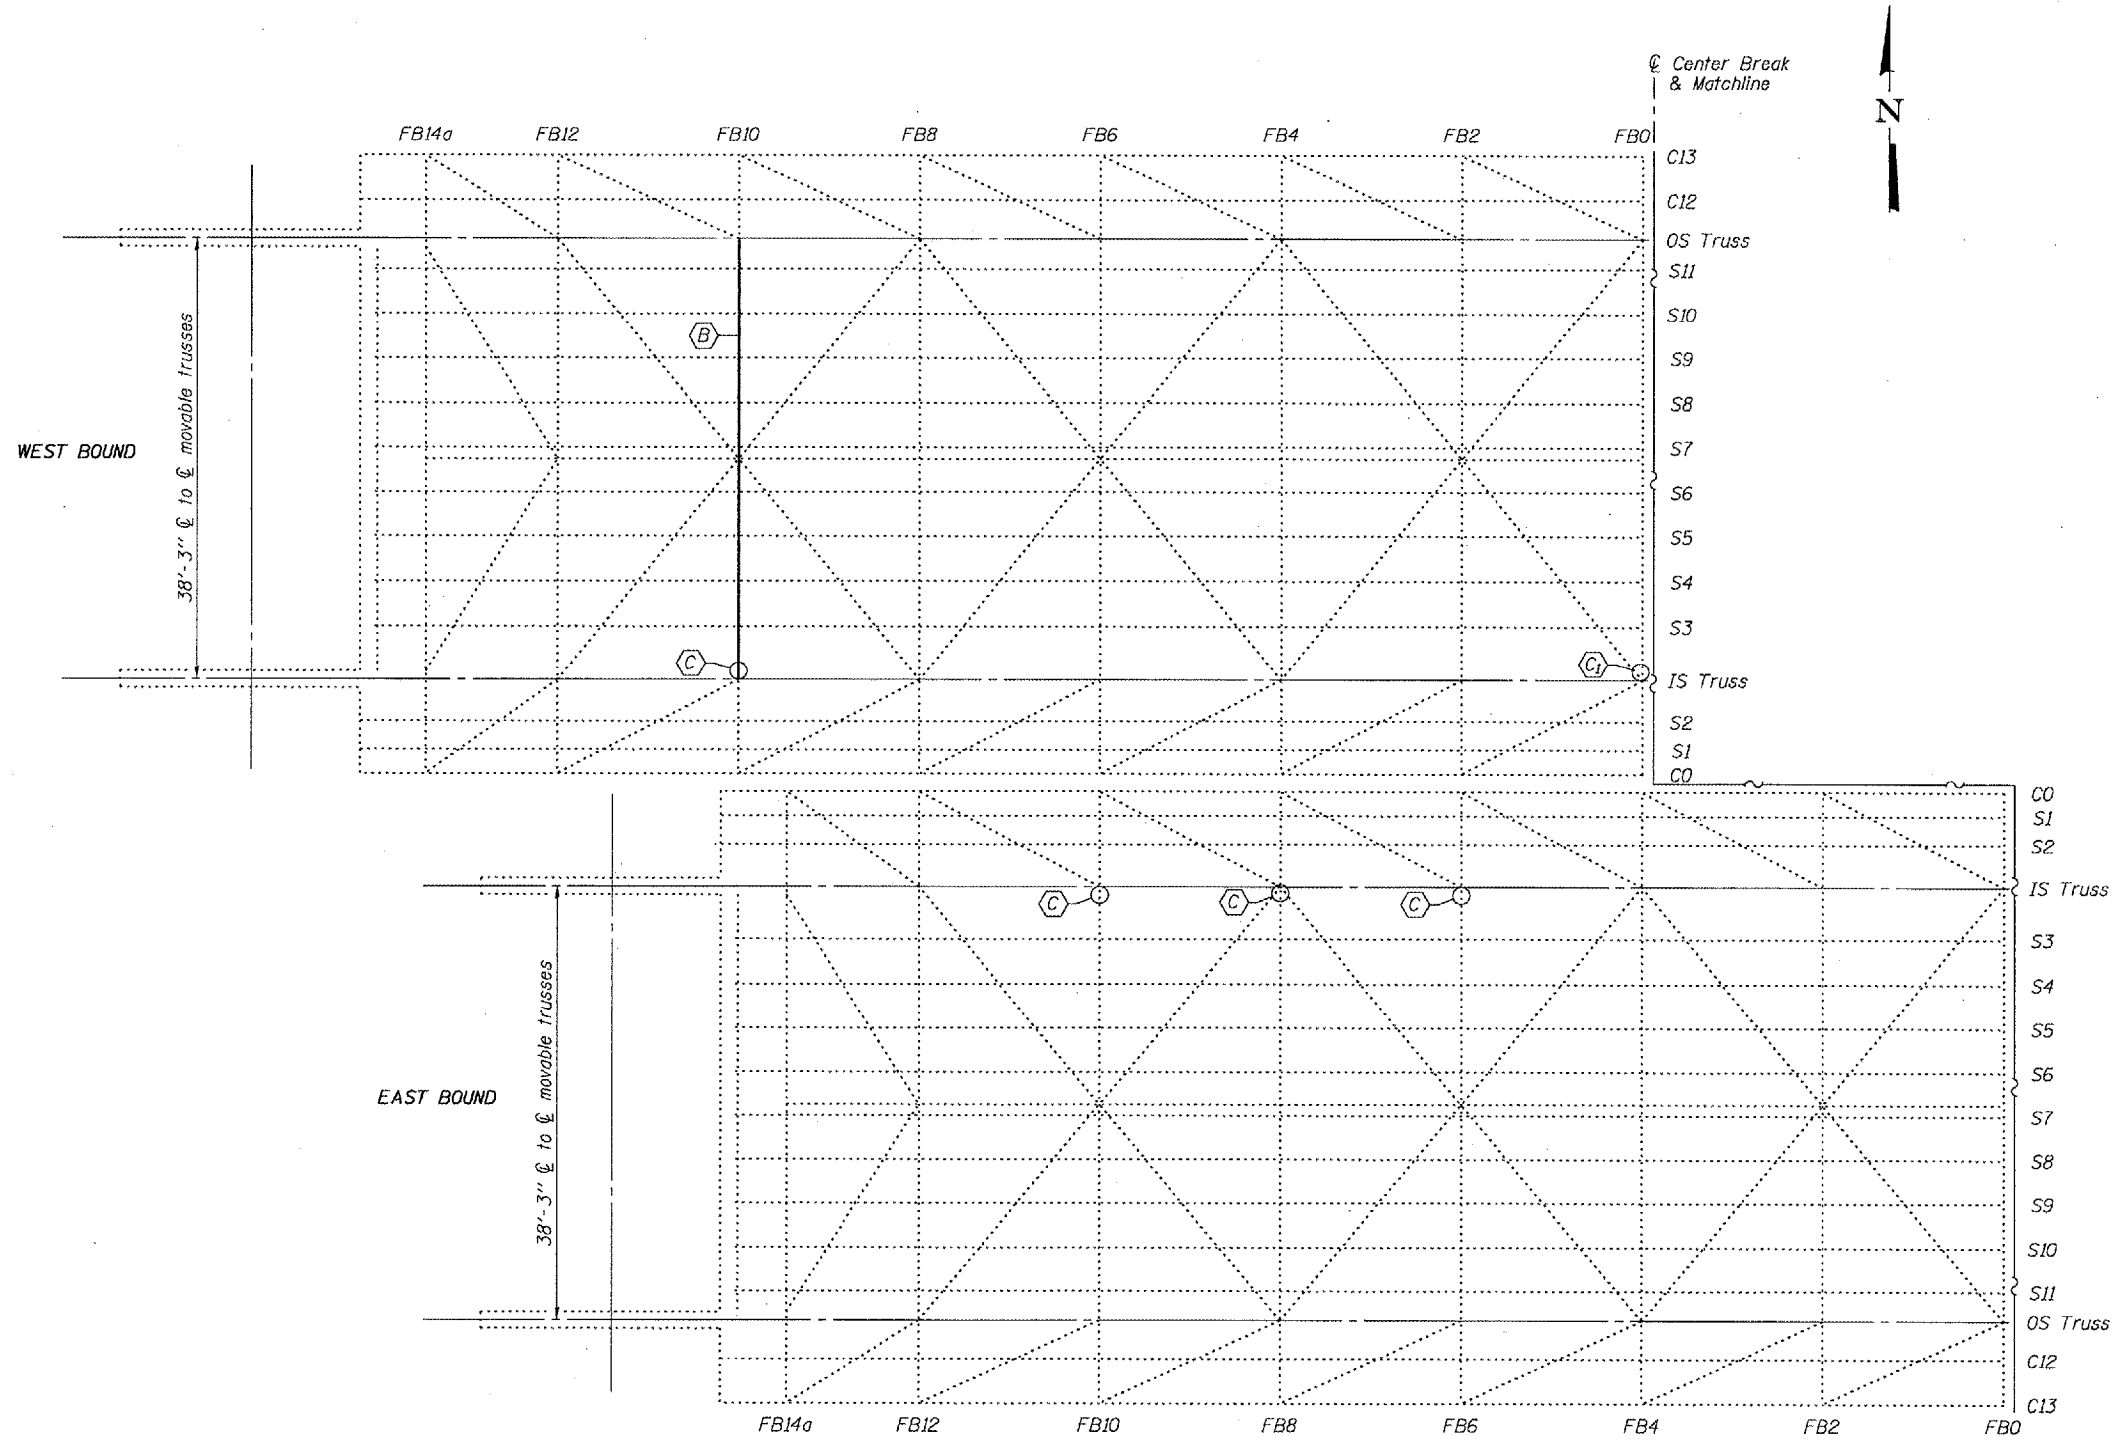 ℄ Center Break
& Matchline
N
FB14a FB12 FB10 FB8 FB6 FB4 FB2 FB0
C13
C12
OS Truss
S11
S10
B
S9
S8
38'-3" ℄ to ℄ movable trusses
WEST BOUND
S7
S6
S5
S4
S3
C
C1
IS Truss
S2
S1
C0
C0
S1
S2
IS Truss
C C C
S3
S4
S5
38'-3" ℄ to ℄ movable trusses
EAST BOUND
S6
S7
S8
S9
S10
S11
OS Truss
C12
C13
FB14a FB12 FB10 FB8 FB6 FB4 FB2 FB0